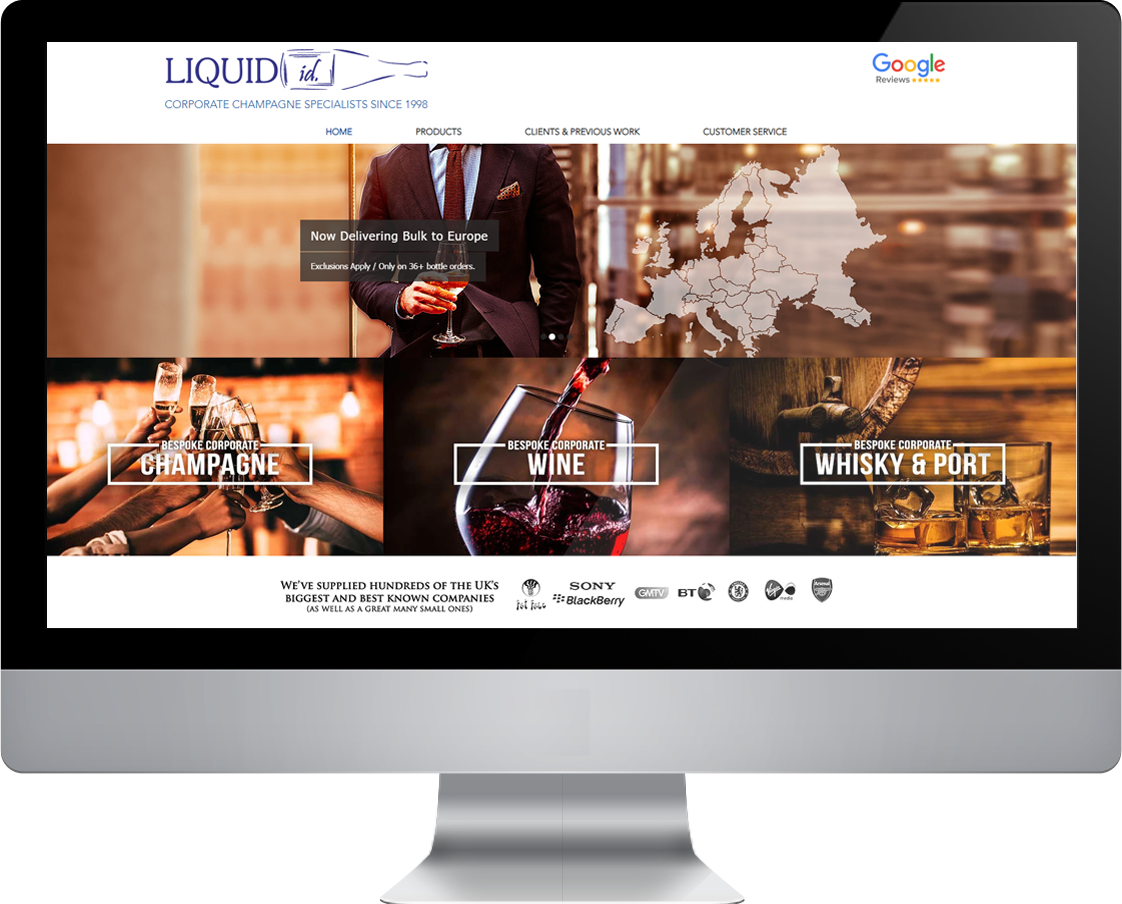 LIQUID id.
CORPORATE CHAMPAGNE SPECIALISTS SINCE 1998
Google
Reviews
HOME PRODUCTS CLIENTS & PREVIOUS WORK CUSTOMER SERVICE
Now Delivering Bulk to Europe
Exclusions Apply / Only on 36+ bottle orders.
BESPOKE CORPORATE
CHAMPAGNE
BESPOKE CORPORATE
WINE
BESPOKE CORPORATE
WHISKY & PORT
WE'VE SUPPLIED HUNDREDS OF THE UK'S
BIGGEST AND BEST KNOWN COMPANIES
(AS WELL AS A GREAT MANY SMALL ONES)
SONY
BlackBerry
GMTV
BT
Virgin
media
Arsenal